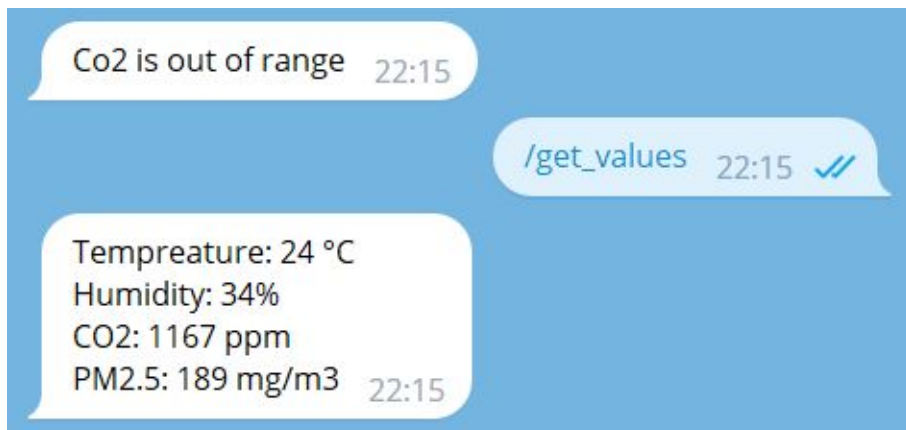 Co2 is out of range 22:15
/get_values 22:15
Tempreature: 24 °C
Humidity: 34%
CO2: 1167 ppm
PM2.5: 189 mg/m3 22:15